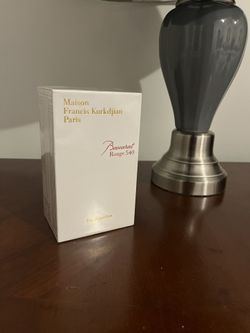 Maison
Francis Kurkdjian
Paris
Baccarat
Rouge 540